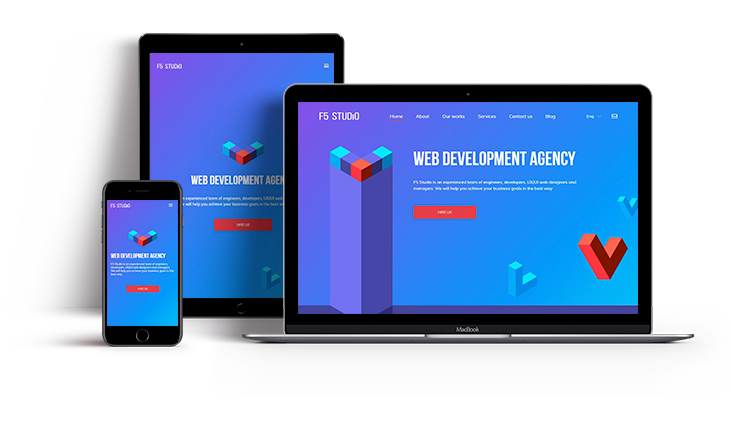 F5 STUDiO
WEB DEVELOPMENT AGEN
an experienced team of engineers, developers, UX/UI web designers
will help you achieve your business goals in the best way
HIRE US
F5 STUDiO
Home About Our works Services Contact us Blog Eng
WEB DEVELOPMENT AGENCY
F5 Studio is an experienced team of engineers, developers, UX/UI web designers and
managers. We will help you achieve your business goals in the best way
HIRE US
MacBook
F5 STUDiO
WEB DEVELOPMENT AGENCY
F5 Studio is an experienced team of engineers,
developers, UX/UI web designers and managers.
We will help you achieve your business goals in the
best way
HIRE US